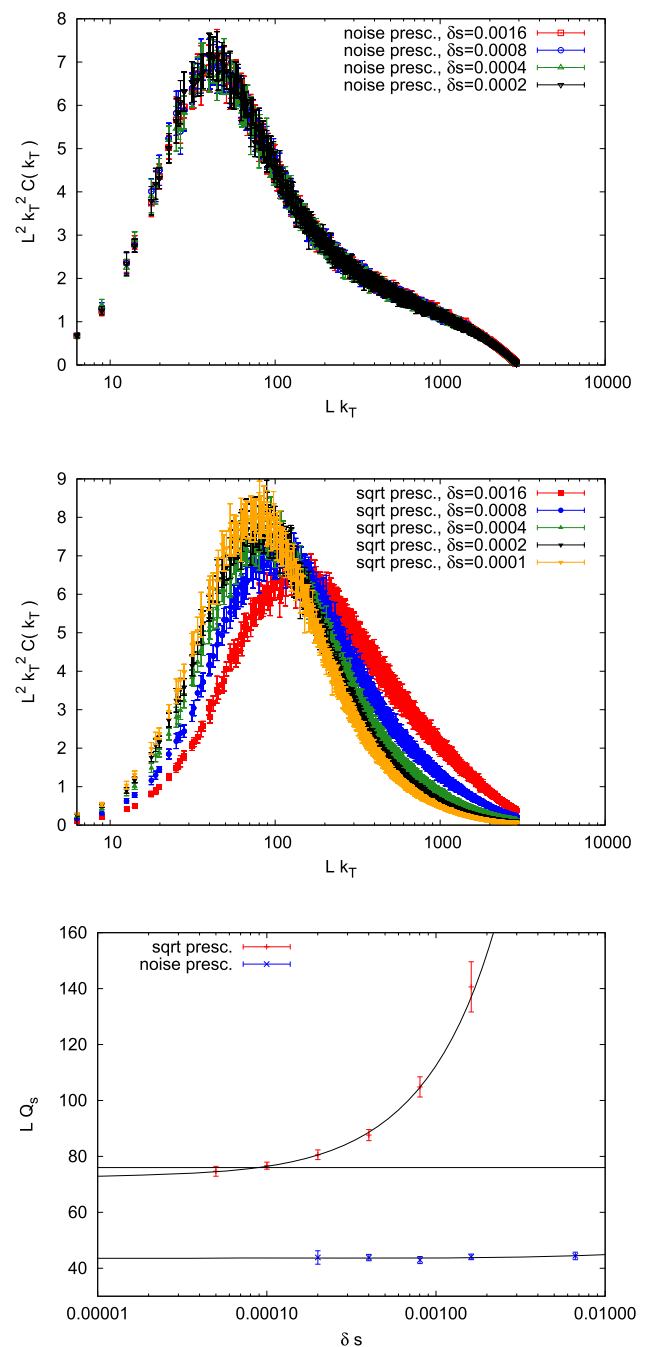 8
7
6
5
4
3
2
1
0
L² k_T² C( k_T )
noise presc., δs=0.0016
noise presc., δs=0.0008
noise presc., δs=0.0004
noise presc., δs=0.0002
10 100 1000 10000
L k_T
9
8
7
6
5
4
3
2
1
0
L² k_T² C( k_T )
sqrt presc., δs=0.0016
sqrt presc., δs=0.0008
sqrt presc., δs=0.0004
sqrt presc., δs=0.0002
sqrt presc., δs=0.0001
10 100 1000 10000
L k_T
160
140
120
100
80
60
40
L Q_s
sqrt presc.
noise presc.
0.00001 0.00010 0.00100 0.01000
δ s